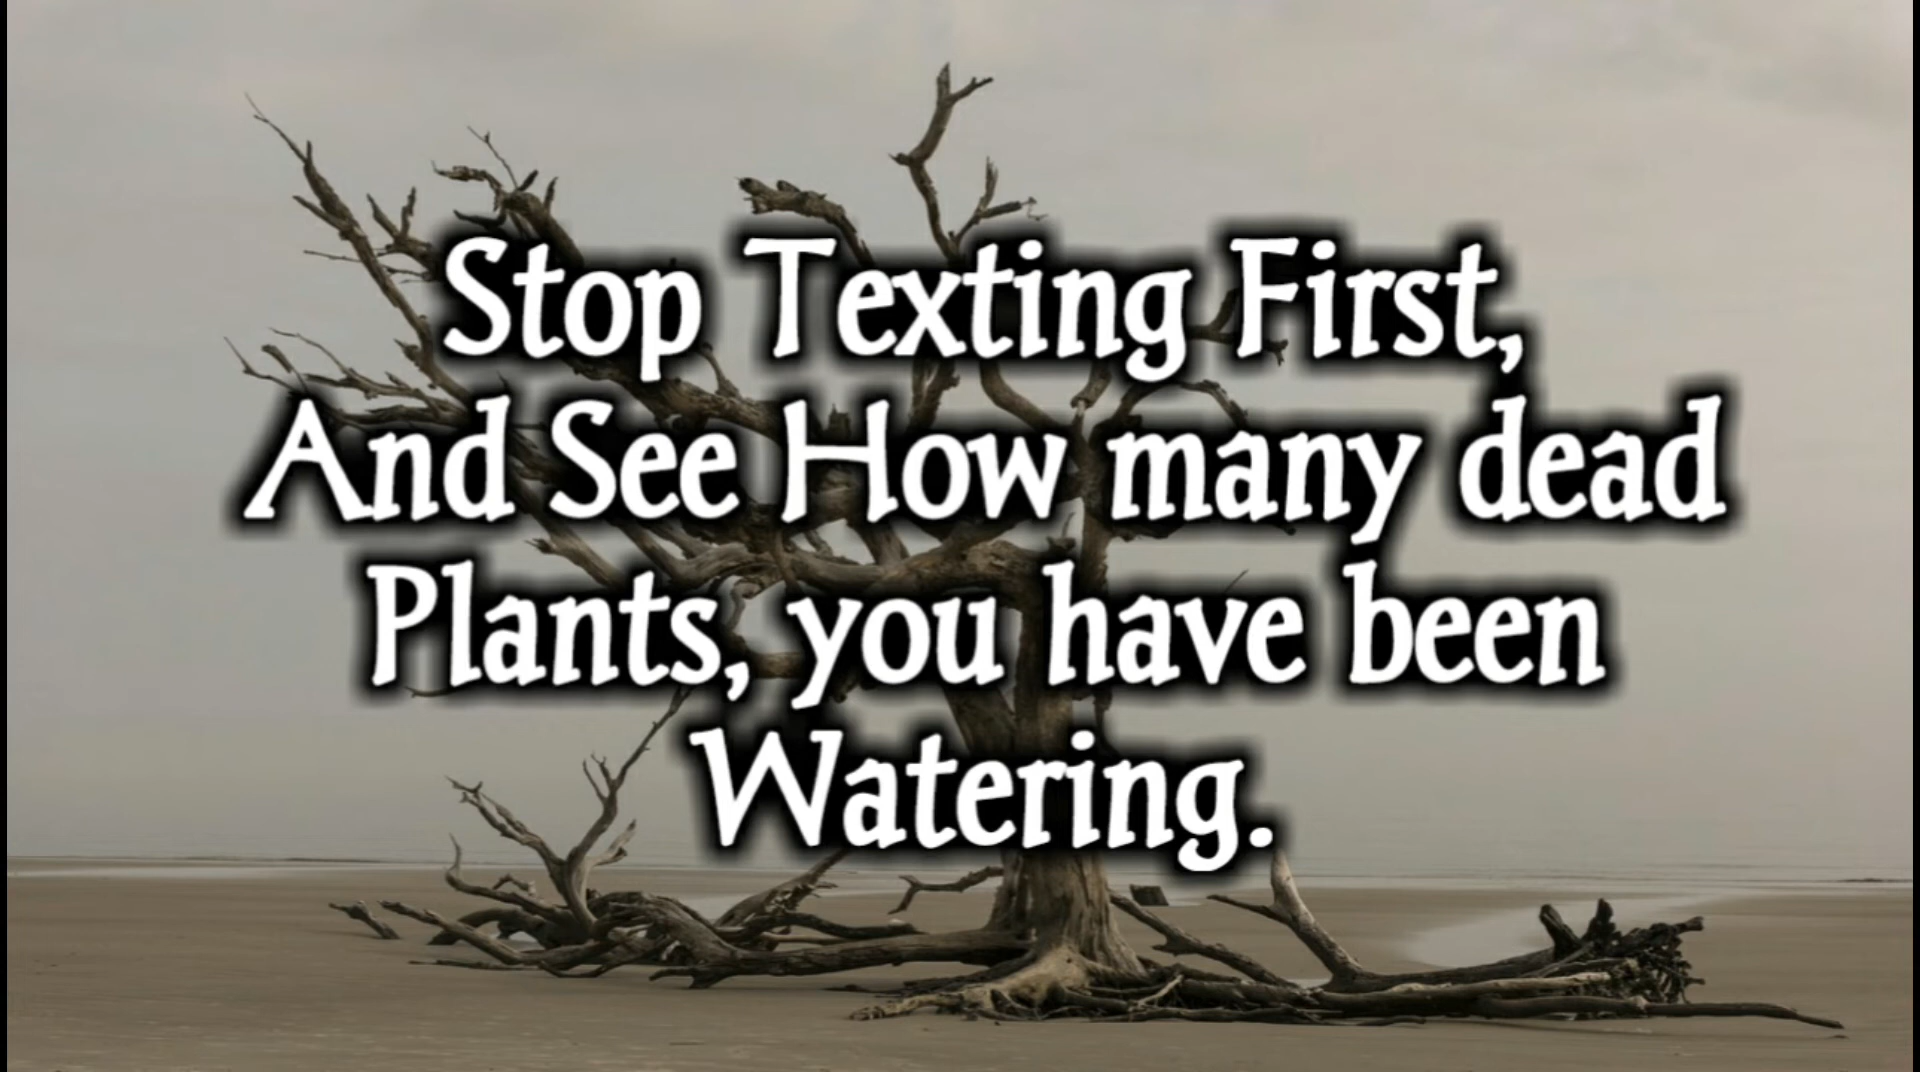 Stop Texting First,
And See How many dead
Plants, you have been
Watering.